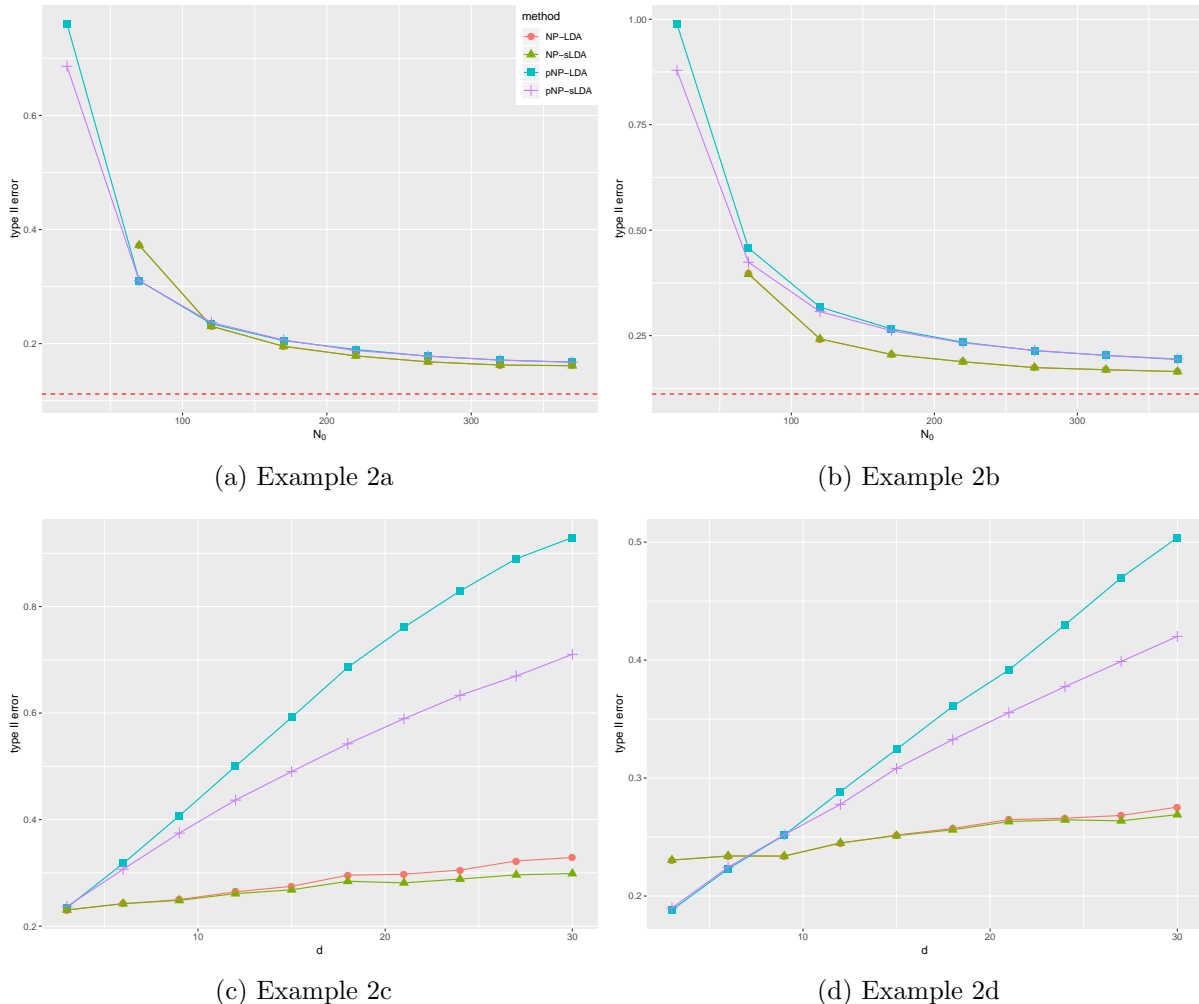 method
NP−LDA
NP−sLDA
pNP−LDA
pNP−sLDA
0.6
0.4
0.2
type II error
100
200
300
N₀
(a) Example 2a
1.00
0.75
0.50
0.25
type II error
100
200
300
N₀
(b) Example 2b
0.8
0.6
0.4
0.2
type II error
10
20
30
d
(c) Example 2c
0.5
0.4
0.3
0.2
type II error
10
20
30
d
(d) Example 2d